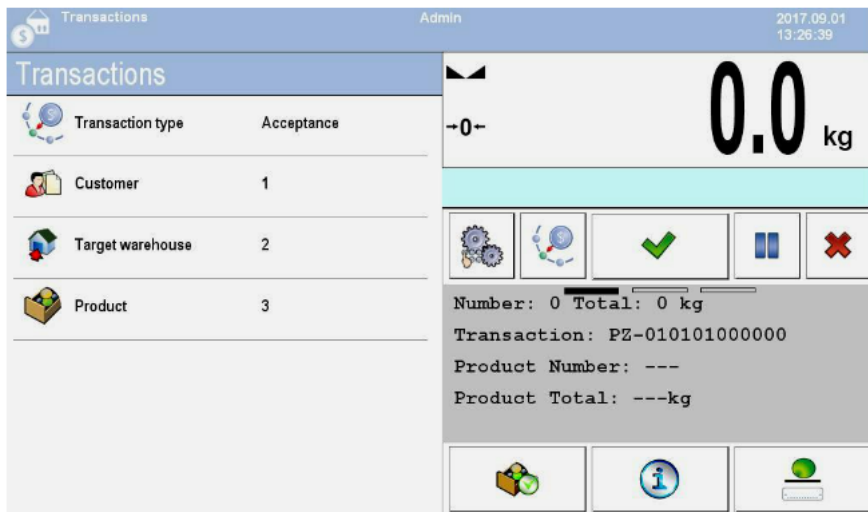 Transactions
Admin
2017.09.01
13:26:39
Transactions
Transaction type Acceptance
Customer 1
Target warehouse 2
Product 3
→0←
0.0 kg
Number: 0 Total: 0 kg
Transaction: PZ-010101000000
Product Number: ---
Product Total: ---kg